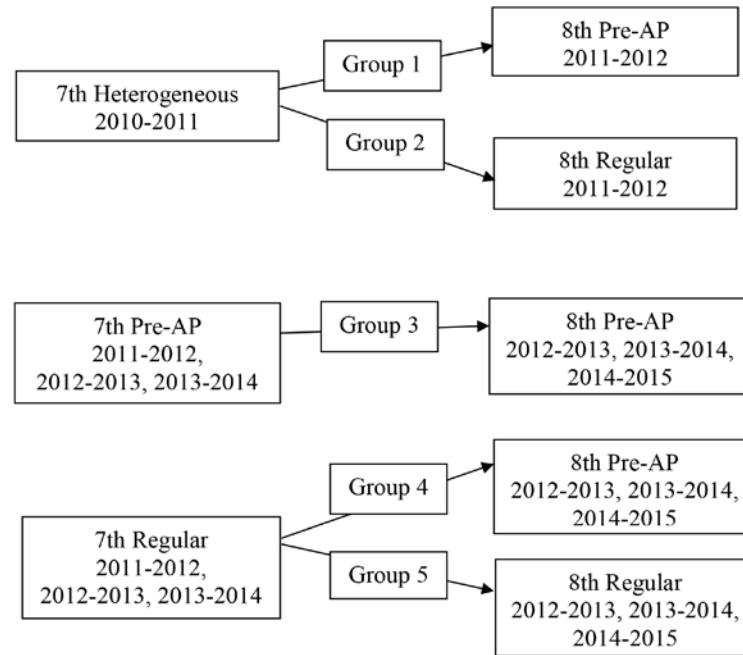 7th Heterogeneous
2010-2011
Group 1
8th Pre-AP
2011-2012
Group 2
8th Regular
2011-2012
7th Pre-AP
2011-2012,
2012-2013, 2013-2014
Group 3
8th Pre-AP
2012-2013, 2013-2014,
2014-2015
7th Regular
2011-2012,
2012-2013, 2013-2014
Group 4
8th Pre-AP
2012-2013, 2013-2014,
2014-2015
Group 5
8th Regular
2012-2013, 2013-2014,
2014-2015